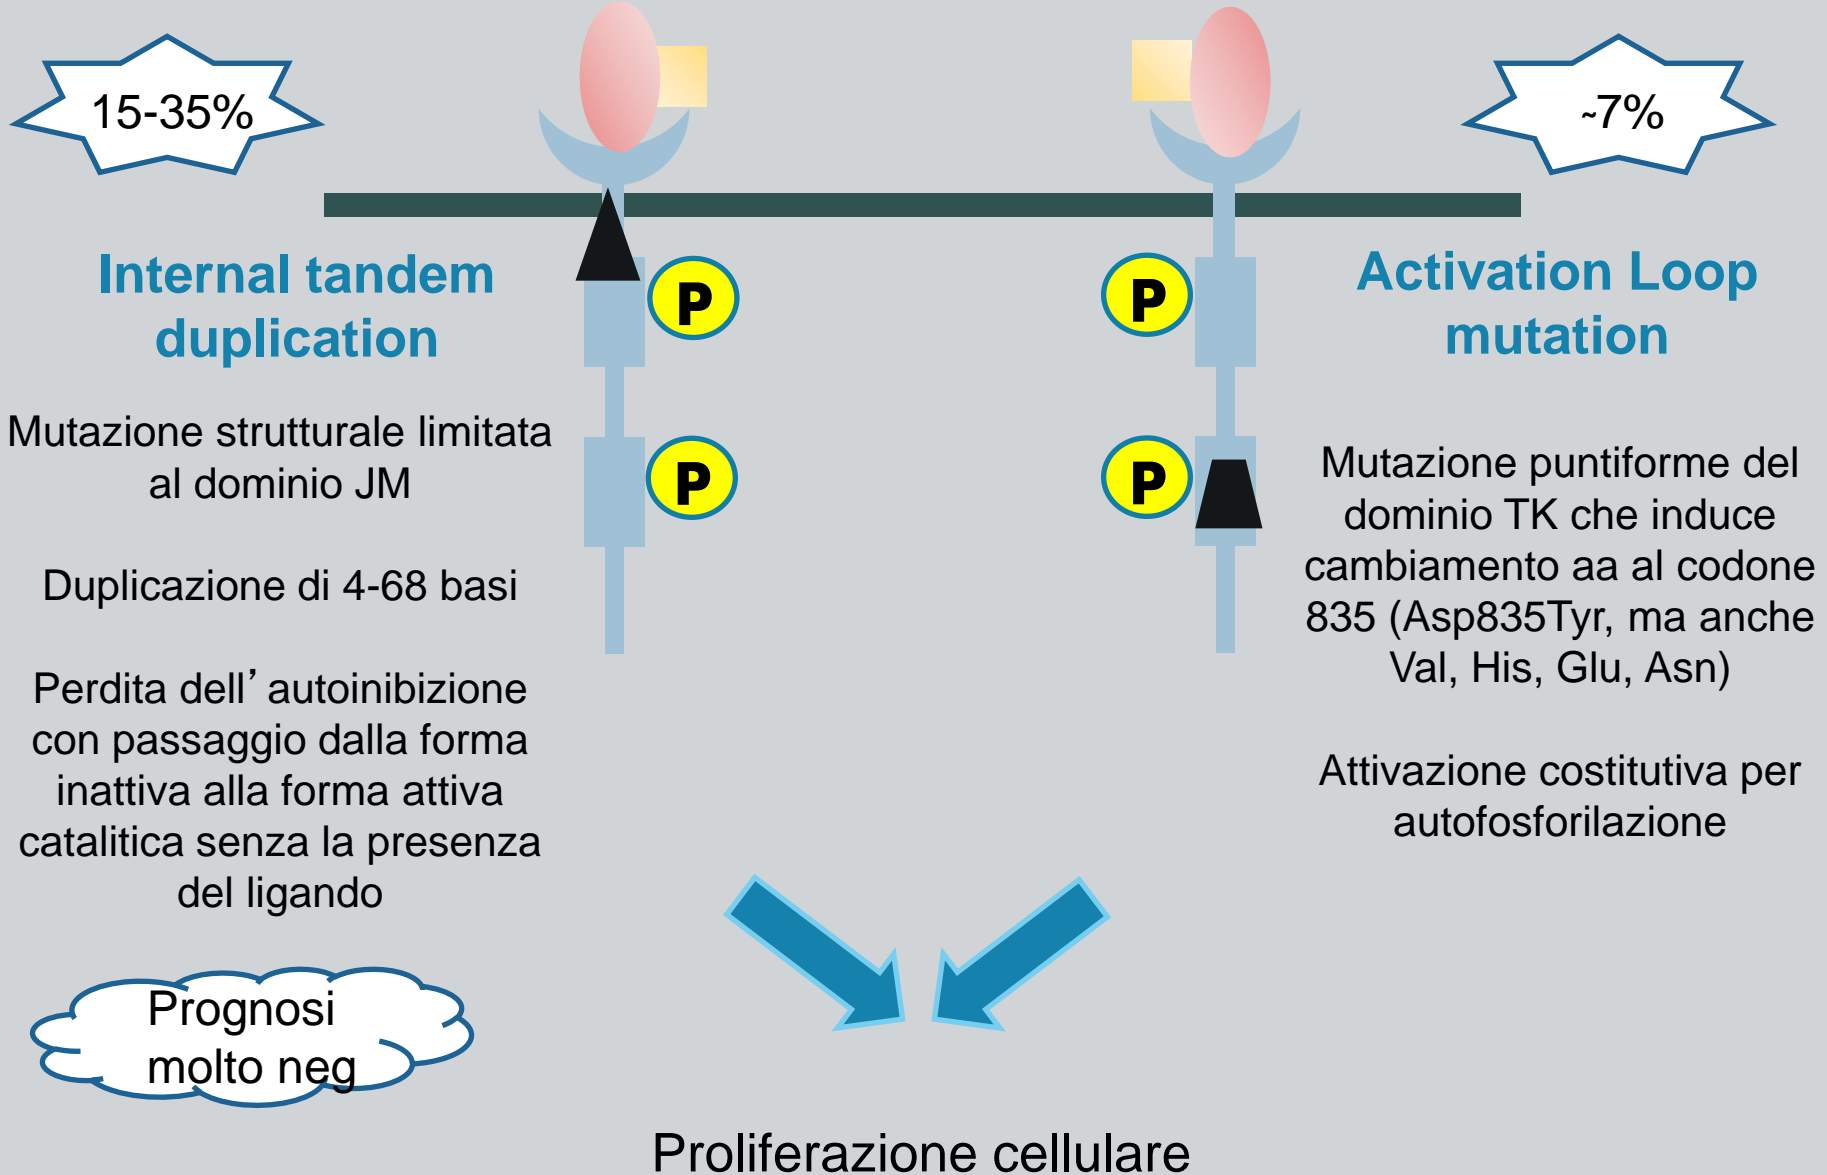 15-35%
~7%
Internal tandem
duplication
Mutazione strutturale limitata
al dominio JM
Duplicazione di 4-68 basi
Perdita dell’ autoinibizione
con passaggio dalla forma
inattiva alla forma attiva
catalitica senza la presenza
del ligando
Prognosi
molto neg
P
P
P
P
Activation Loop
mutation
Mutazione puntiforme del
dominio TK che induce
cambiamento aa al codone
835 (Asp835Tyr, ma anche
Val, His, Glu, Asn)
Attivazione costitutiva per
autofosforilazione
Proliferazione cellulare